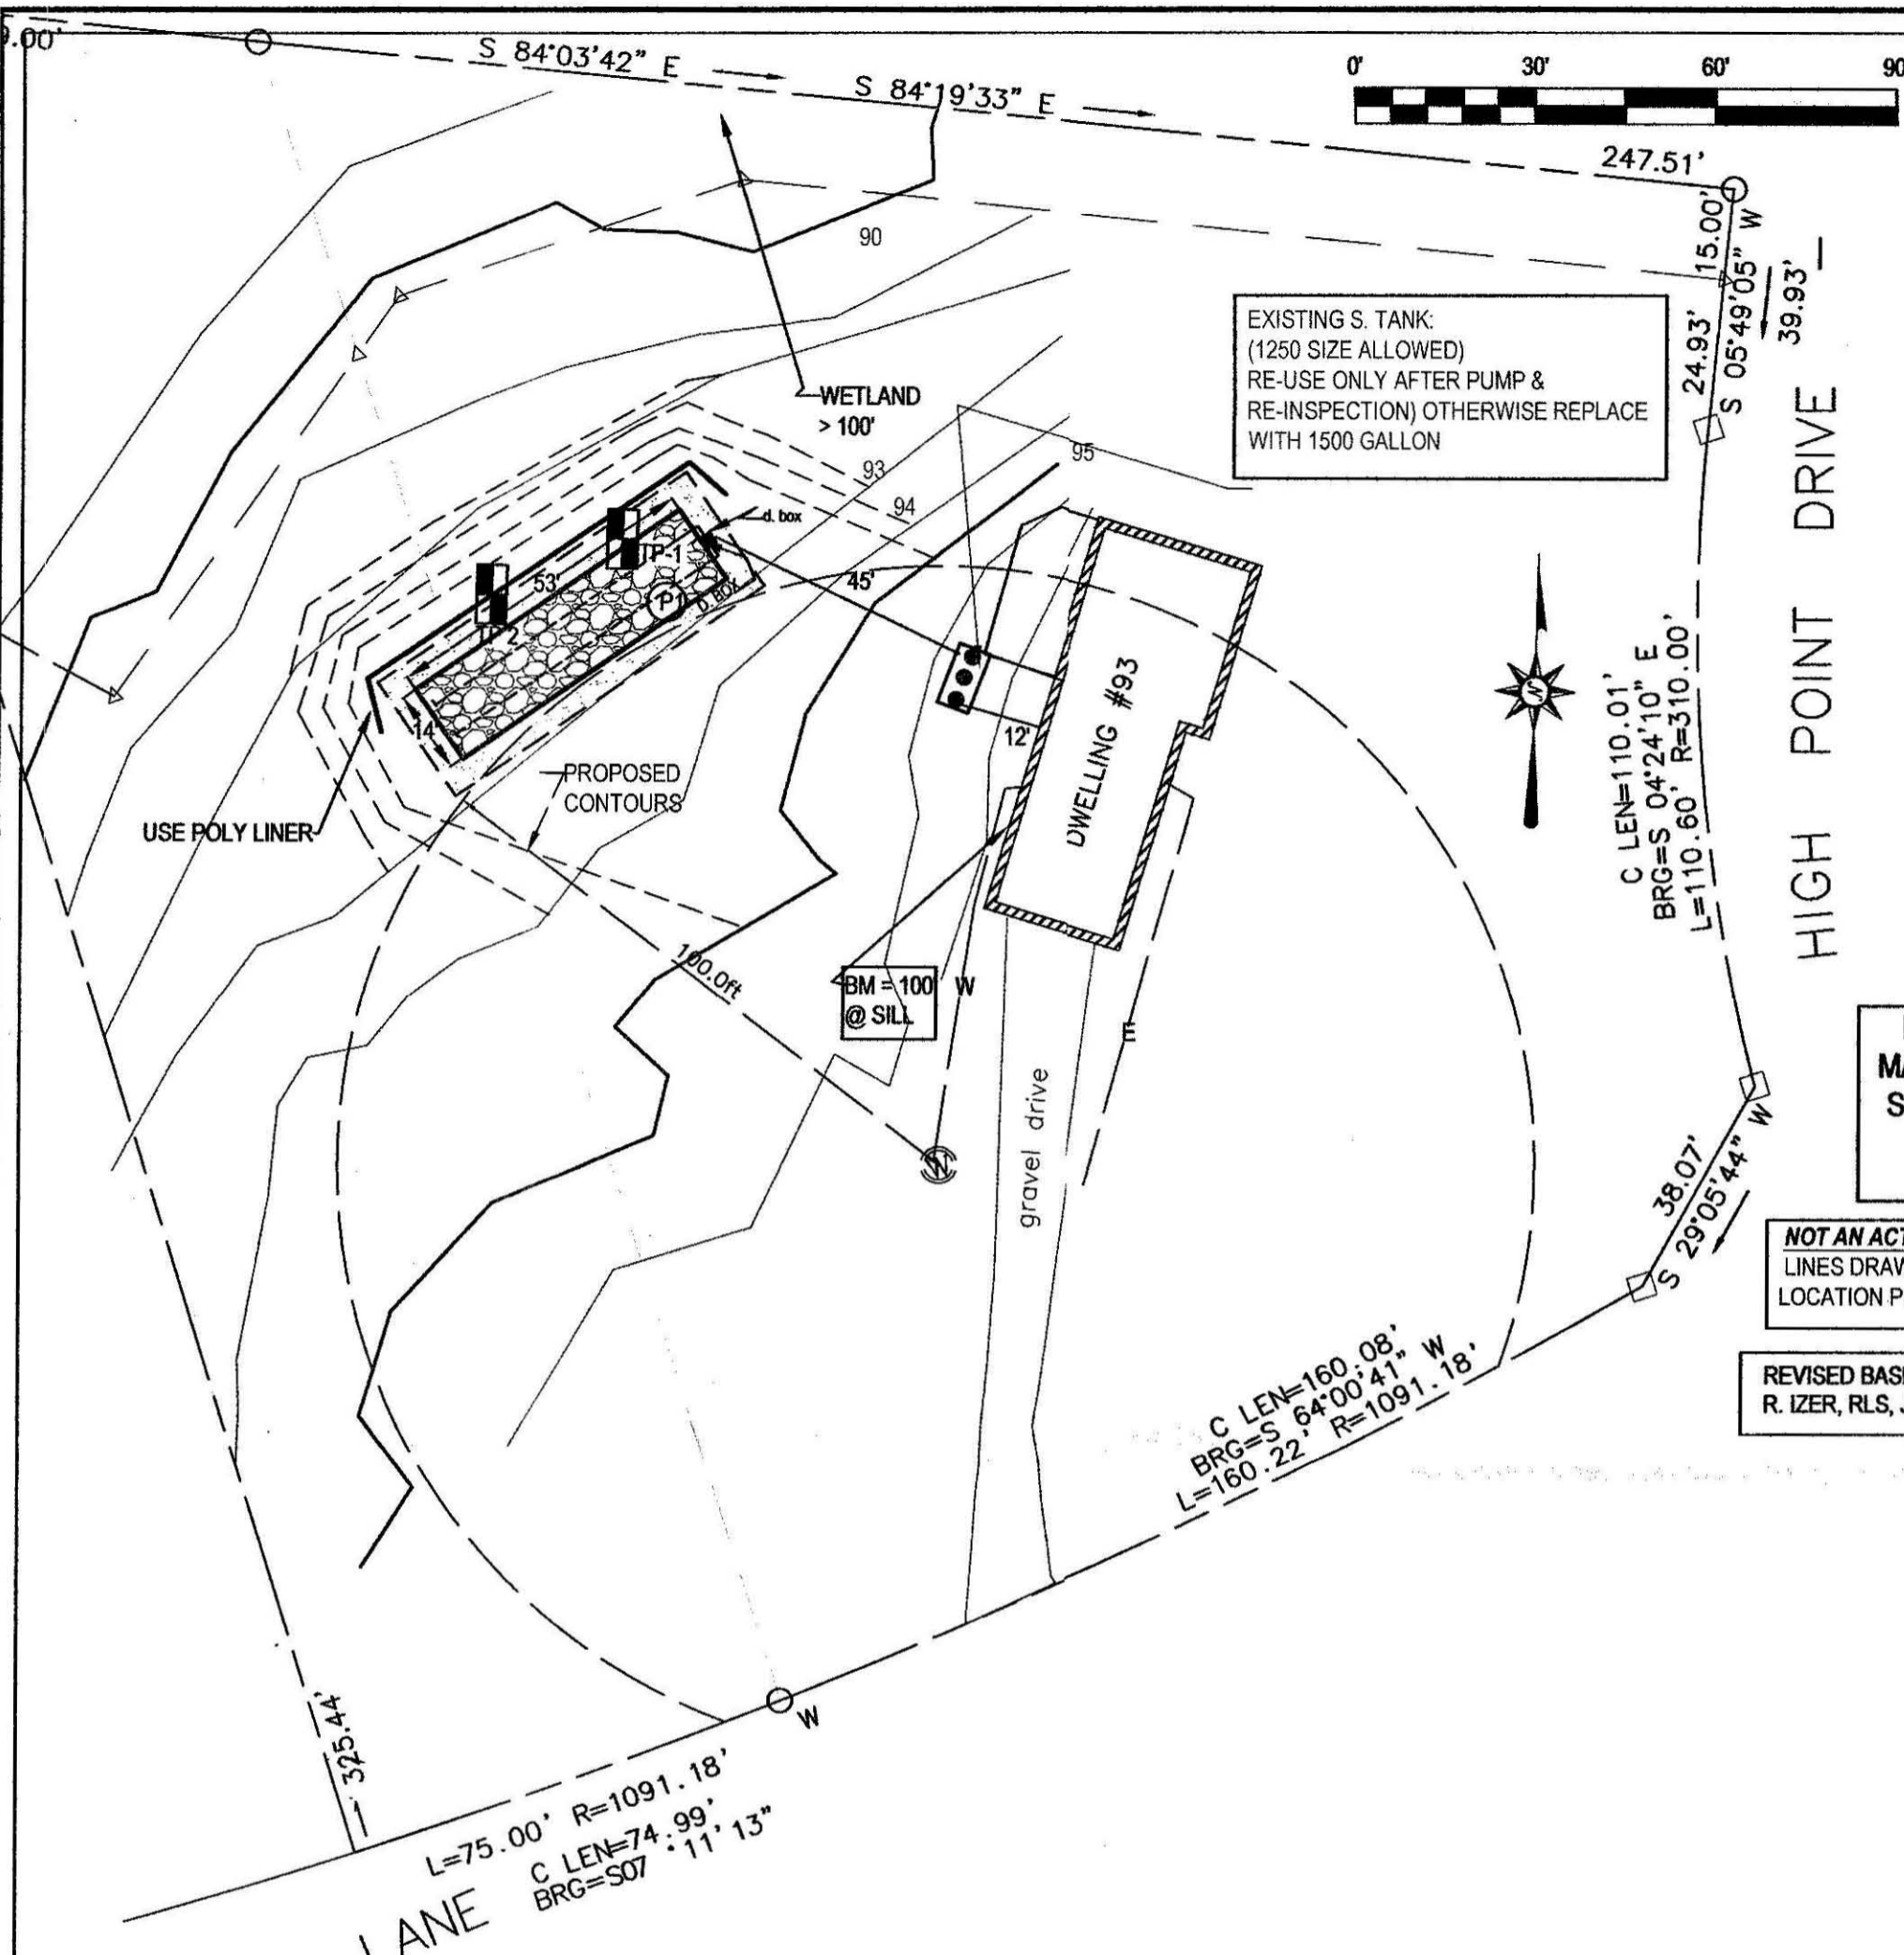 9.00'
S 84°03'42" E
S 84°19'33" E
0' 30' 60' 90
247.51'
15.00'
S 05°49'05" W
24.93'
39.93'
90
EXISTING S. TANK:
(1250 SIZE ALLOWED)
RE-USE ONLY AFTER PUMP &
RE-INSPECTION) OTHERWISE REPLACE
WITH 1500 GALLON
WETLAND
> 100'
93
94
95
d. box
TP-1
53'
P1
D. BOX
45'
TP 2
14'
12'
DWELLING #93
N
PROPOSED
CONTOURS
USE POLY LINER
100.0ft
BM = 100
@ SILL
W
E
W
gravel drive
HIGH POINT DRIVE
C LEN=110.01'
BRG=S 04°24'10" E
L=110.60' R=310.00'
MA
S
38.07'
S 29°05'44" W
NOT AN ACT
LINES DRAW
LOCATION P
REVISED BAS
R. IZER, RLS,
C LEN=160.08'
BRG=S 64°00'41" W
L=160.22' R=1091.18'
W
325.44'
L=75.00' R=1091.18'
C LEN=74.99'
BRG=S07°11'13"
LANE